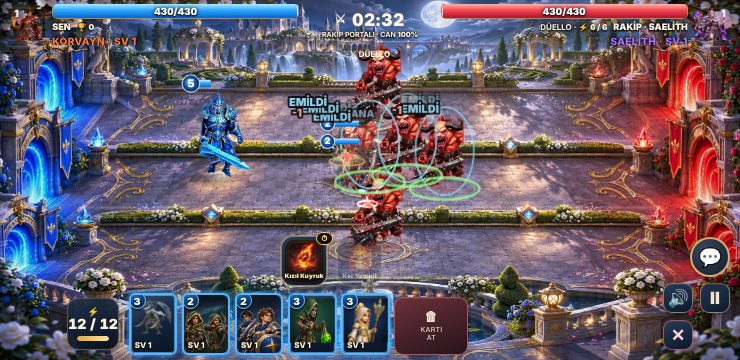 430/430
1
SEN · 🏆 0
KORVAYN · SV 1
⚔ 02:32
RAKİP PORTALI · CAN 100%
⚔ DÜELLO
430/430
DÜELLO · ⚡ 6/6 RAKİP · SAELITH
SAELITH · SV 1
1
5
EMİLDİ
EMİLDİ
EMİLDİ
EMİLDİ
2
Kızıl Kuyruk
⚡
12 / 12
3
SV 1
2
SV 1
2
SV 1
3
SV 1
3
SV 1
KARTI
AT